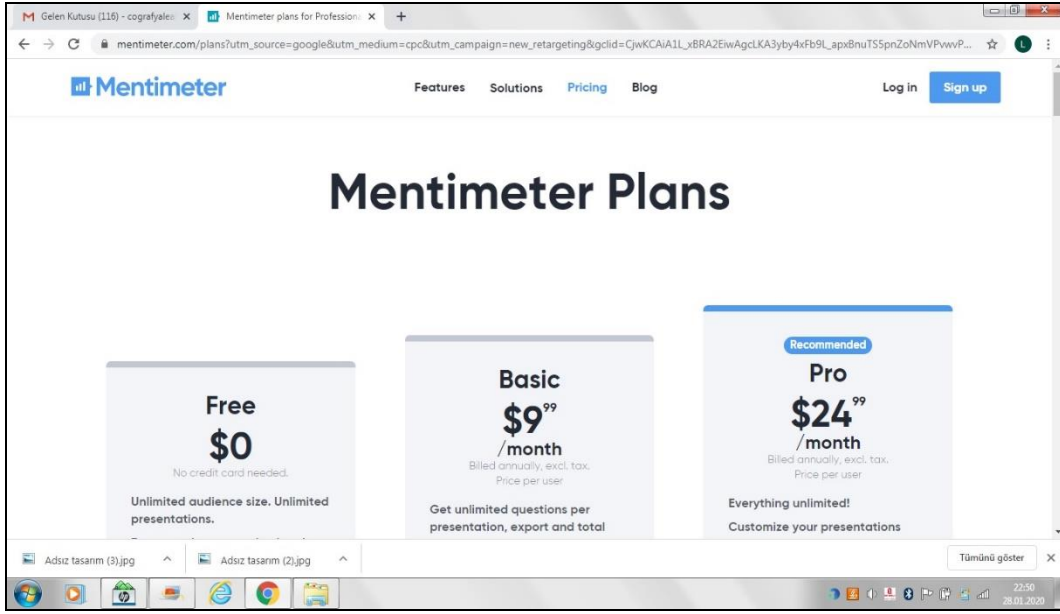 Gelen Kutusu (116) - cografyalea
Mentimeter plans for Profession
mentimeter.com/plans?utm_source=google&utm_medium=cpc&utm_campaign=new_retargeting&gclid=
L
Mentimeter
Features Solutions Pricing Blog
Log in Sign up
Mentimeter Plans
Free
$0
No credit card needed.
Unlimited audience size. Unlimited
presentations.
Basic
$9.99
/month
Billed annually, excl. tax.
Price per user
Get unlimited questions per
presentation, export and total
Recommended
Pro
$24.99
/month
Billed annually, excl. tax.
Price per user
Everything unlimited!
Customize your presentations
Adsız tasarım (3).jpg
Adsız tasarım (2).jpg
Tümünü göster
22:50
28.01.2020